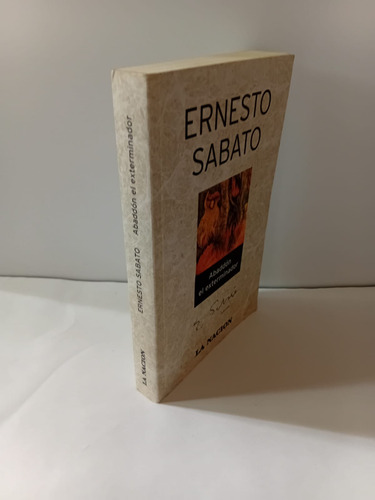 ERNESTO
SABATO
Abaddón
el exterminador
LA NACION
ERNESTO SABATO Abaddón el exterminador
LA NACION